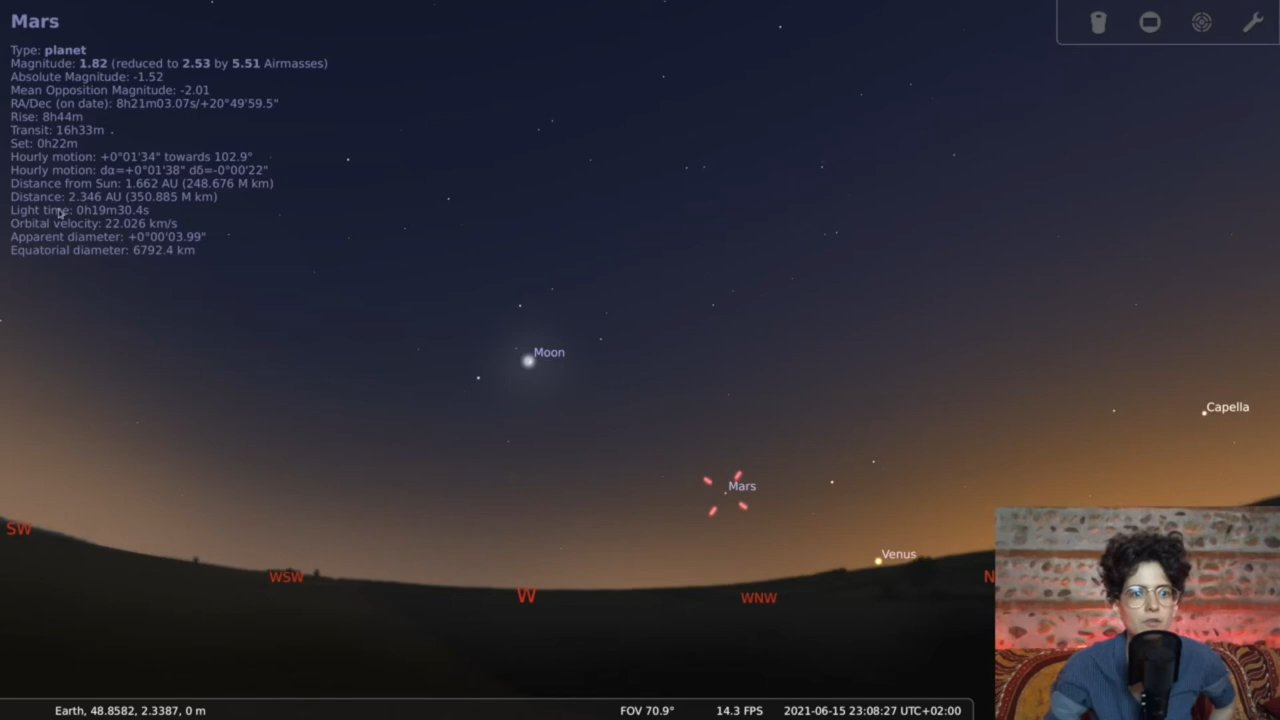 Mars
Type: planet
Magnitude: 1.82 (reduced to 2.53 by 5.51 Airmasses)
Absolute Magnitude: -1.52
Mean Opposition Magnitude: -2.01
RA/Dec (on date): 8h21m03.07s/+20°49'59.5"
Rise: 8h44m
Transit: 16h33m
Set: 0h22m
Hourly motion: +0°01'34" towards 102.9°
Hourly motion: dα=+0°01'38" dδ=-0°00'22"
Distance from Sun: 1.662 AU (248.676 M km)
Distance: 2.346 AU (350.885 M km)
Light time: 0h19m30.4s
Orbital velocity: 22.026 km/s
Apparent diameter: +0°00'03.99"
Equatorial diameter: 6792.4 km
Moon
Capella
Mars
Venus
SW
WSW
W
WNW
N
Earth, 48.8582, 2.3387, 0 m
FOV 70.9°
14.3 FPS
2021-06-15 23:08:27 UTC+02:00